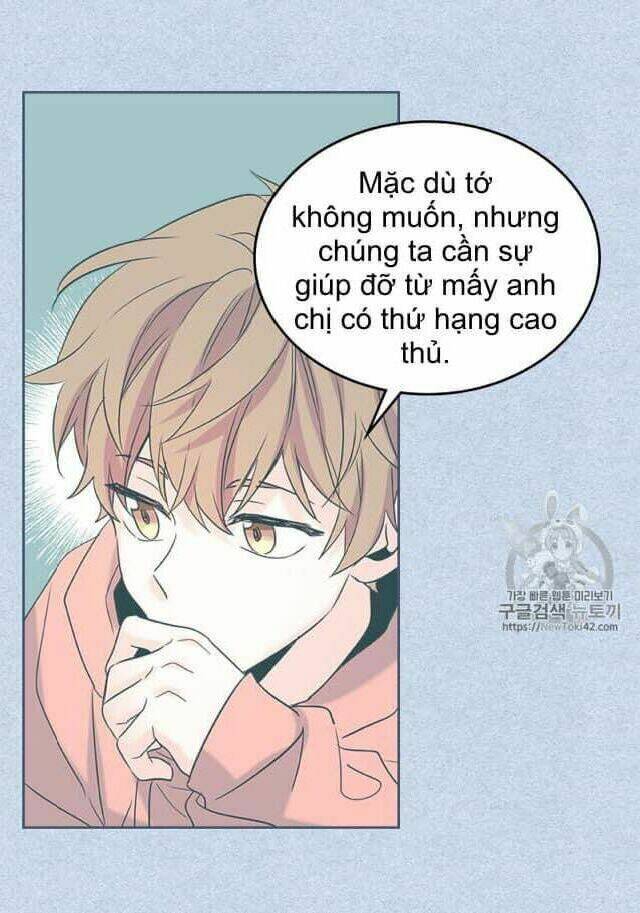 Mặc dù tớ
không muốn, nhưng
chúng ta cần sự
giúp đỡ từ mấy anh
chị có thứ hạng cao
thủ.
가장 빠른 웹툰 미리보기
구글검색 뉴토끼
https://NewToki42.com